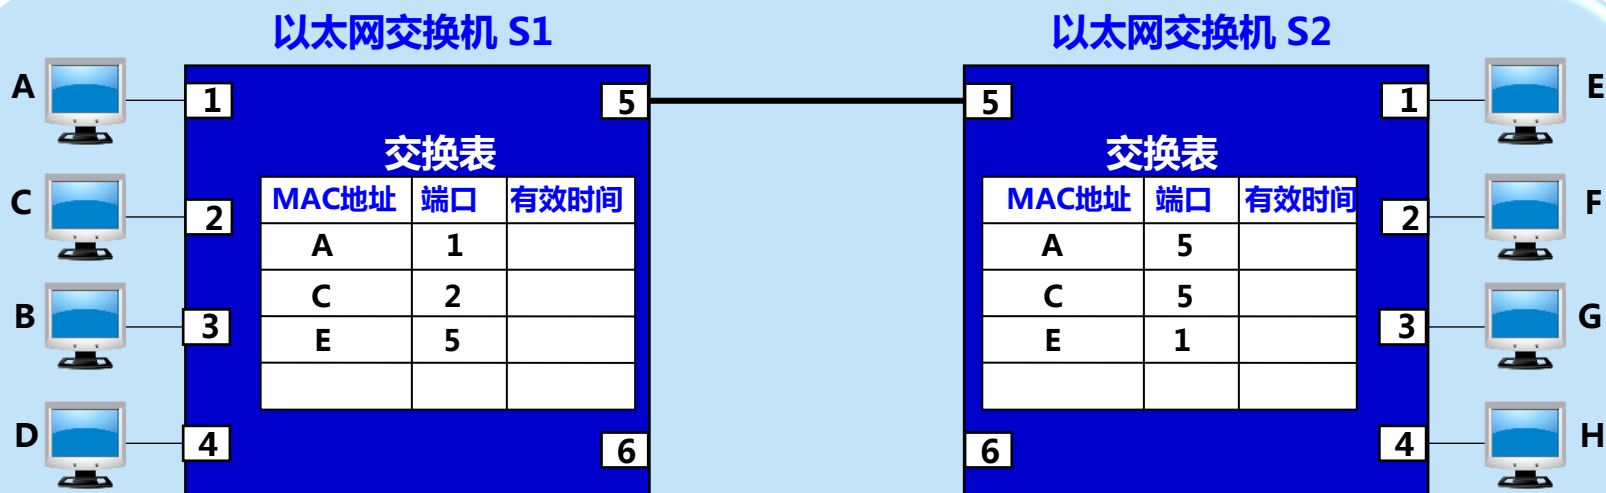 以太网交换机 S1
以太网交换机 S2
A
1
5
5
1
E
交换表
交换表
MAC地址 端口 有效时间
MAC地址 端口 有效时间
C
2
2
F
A 1
A 5
C 2
C 5
B
3
3
G
E 5
E 1
D
4
6
6
4
H